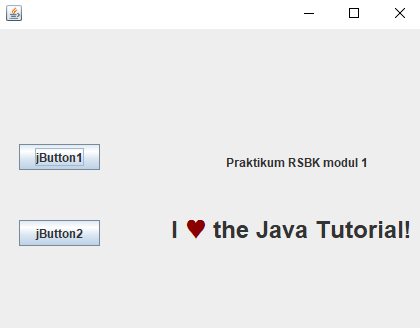 jButton1
Praktikum RSBK modul 1
jButton2
I ♥ the Java Tutorial!